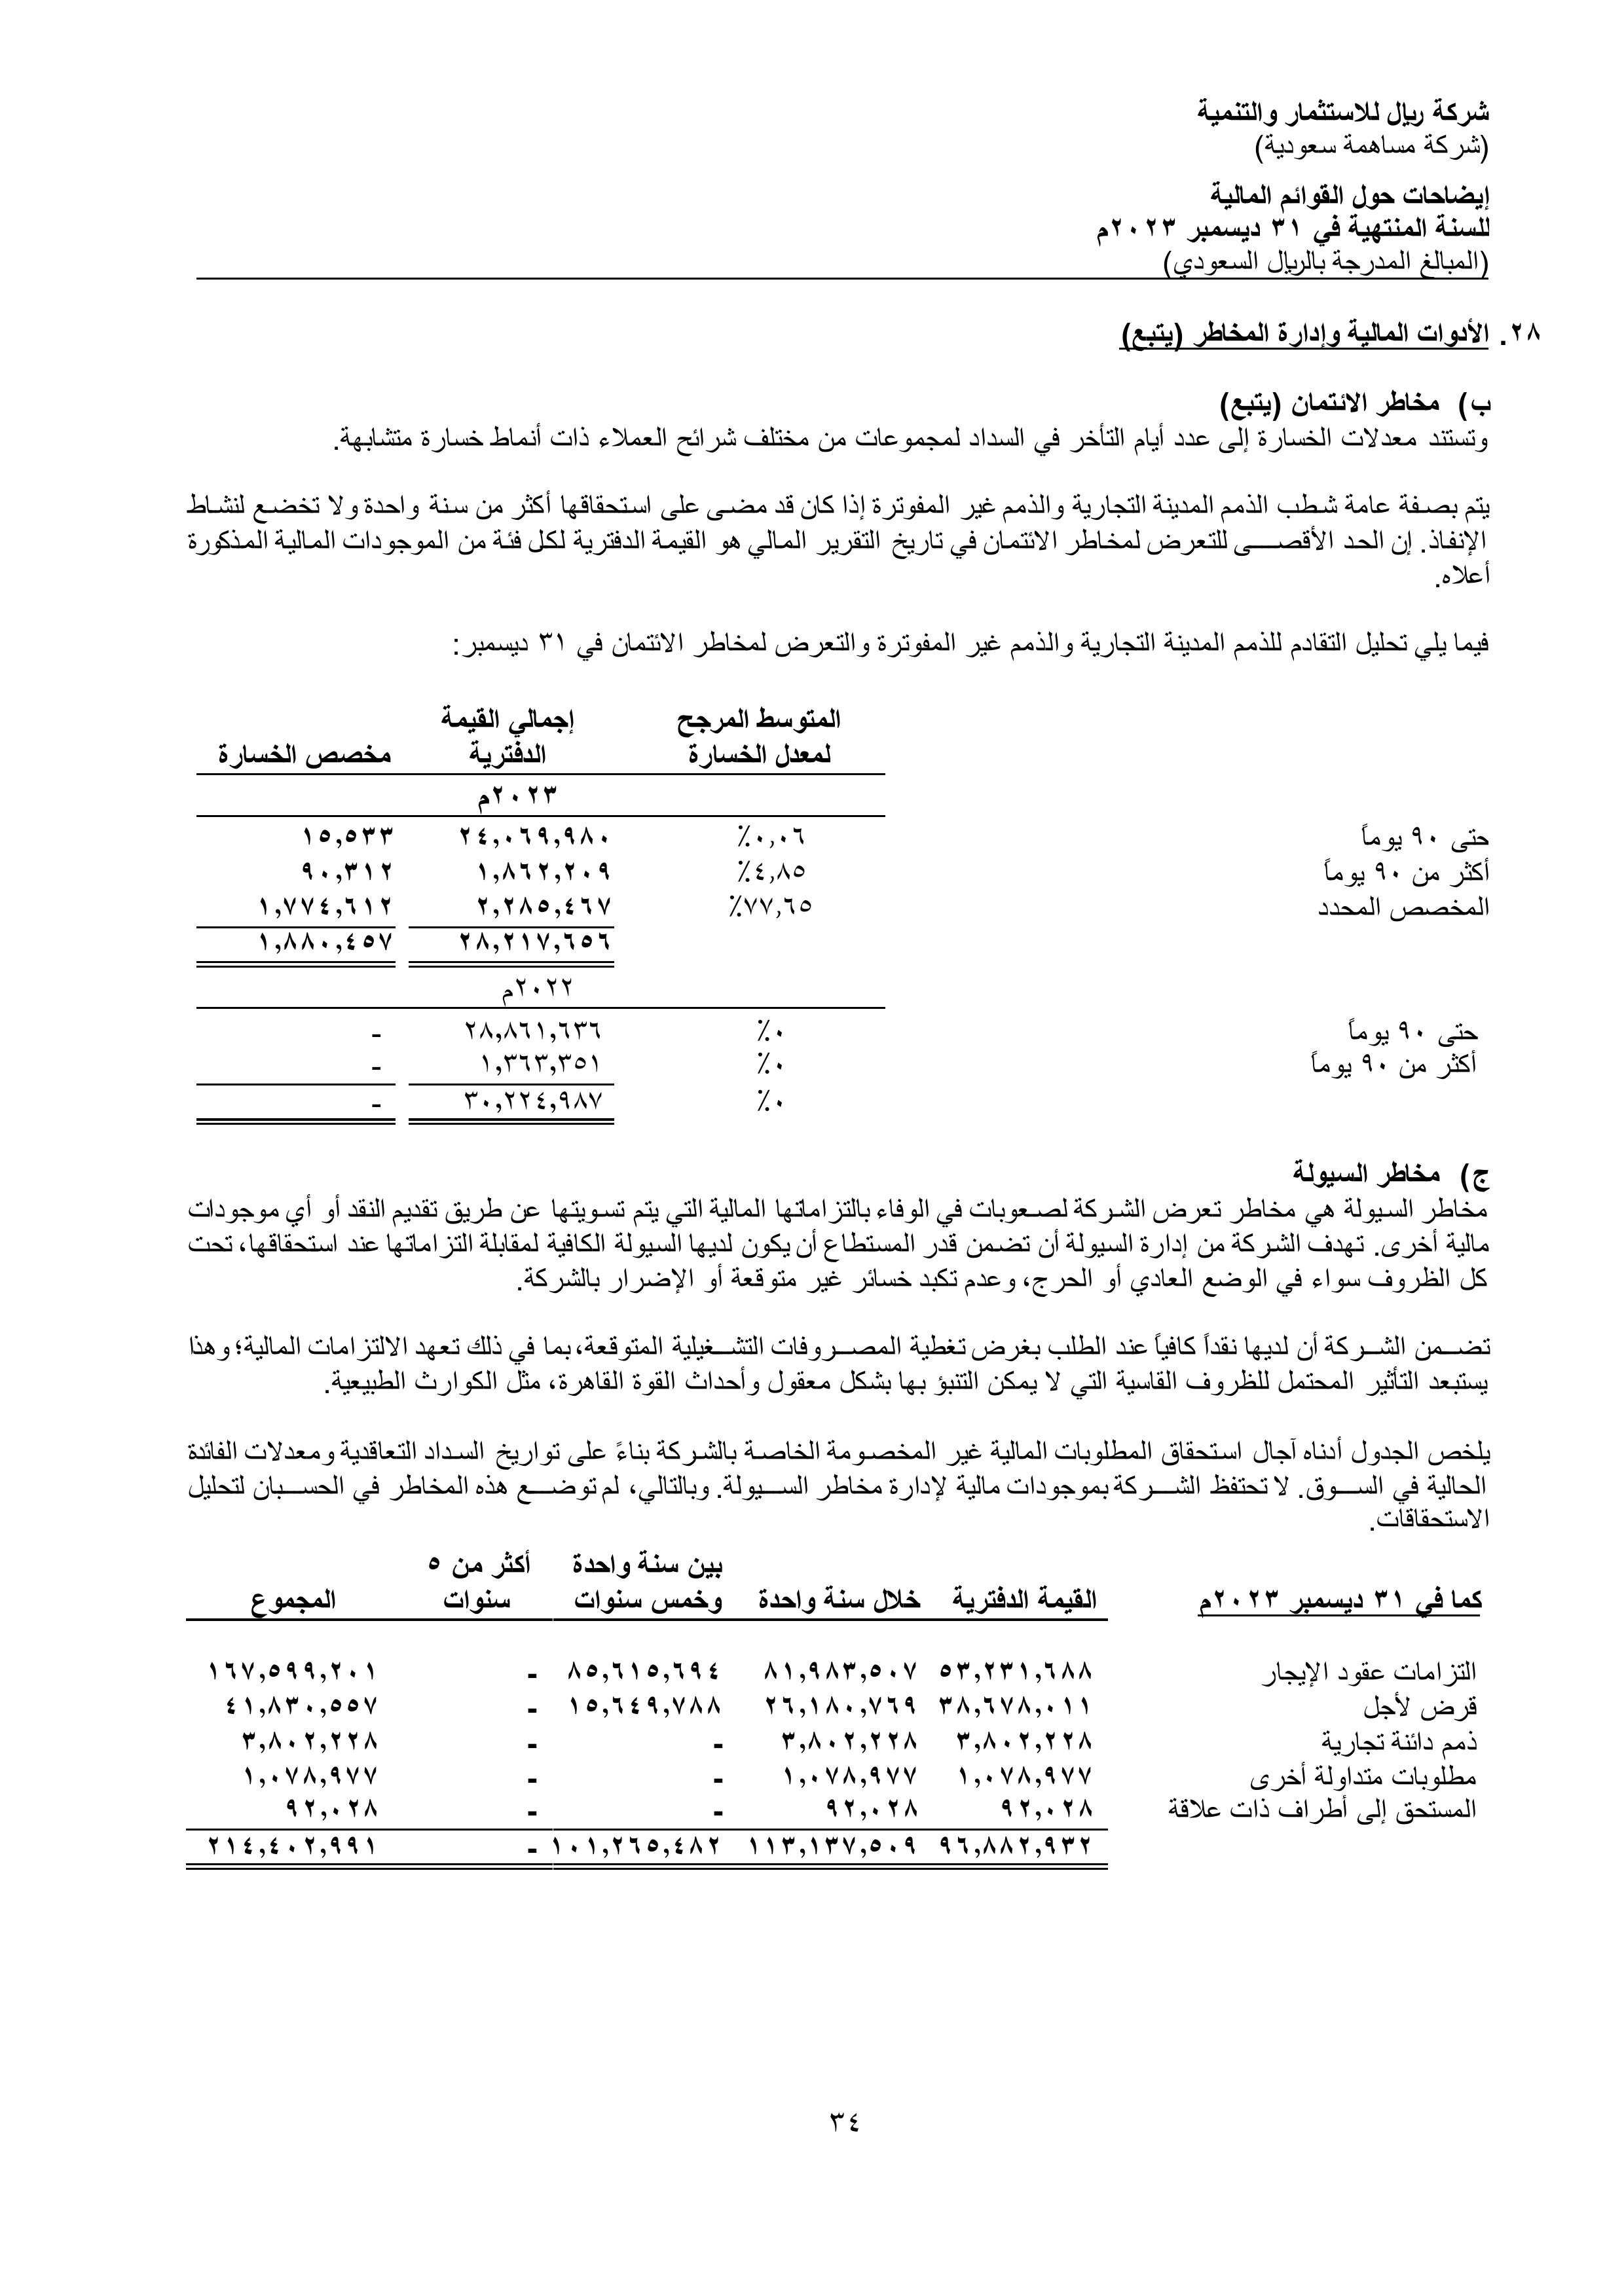 شركة ريال للاستثمار والتنمية
(شركة مساهمة سعودية)
إيضاحات حول القوائم المالية
للسنة المنتهية في ٣١ ديسمبر ٢٠٢٣م
(المبالغ المدرجة بالريال السعودي)
٢٨. الأدوات المالية وإدارة المخاطر (يتبع)
ب) مخاطر الائتمان (يتبع)
وتستند معدلات الخسارة إلى عدد أيام التأخر في السداد لمجموعات من مختلف شرائح العملاء ذات أنماط خسارة متشابهة.
يتم بصفة عامة شطب الذمم المدينة التجارية والذمم غير المفوترة إذا كان قد مضى على استحقاقها أكثر من سنة واحدة ولا تخضع لنشاط
الإنفاذ. إن الحد الأقصى للتعرض لمخاطر الائتمان في تاريخ التقرير المالي هو القيمة الدفترية لكل فئة من الموجودات المالية المذكورة
أعلاه.
فيما يلي تحليل التقادم للذمم المدينة التجارية والذمم غير المفوترة والتعرض لمخاطر الائتمان في ٣١ ديسمبر:
المتوسط المرجح إجمالي القيمة
لمعدل الخسارة الدفترية مخصص الخسارة
٢٠٢٣م
حتى ٩٠ يوماً ٠,٠٦٪ ٢٤,٠٦٩,٩٨٠ ١٥,٥٣٣
أكثر من ٩٠ يوماً ٤,٨٥٪ ١,٨٦٢,٢٠٩ ٩٠,٣١٢
المخصص المحدد ٧٧,٦٥٪ ٢,٢٨٥,٤٦٧ ١,٧٧٤,٦١٢
٢٨,٢١٧,٦٥٦ ١,٨٨٠,٤٥٧
٢٠٢٢م
حتى ٩٠ يوماً ٠٪ ٢٨,٨٦١,٦٣٦ -
أكثر من ٩٠ يوماً ٠٪ ١,٣٦٣,٣٥١ -
٠٪ ٣٠,٢٢٤,٩٨٧ -
ج) مخاطر السيولة
مخاطر السيولة هي مخاطر تعرض الشركة لصعوبات في الوفاء بالتزاماتها المالية التي يتم تسويتها عن طريق تقديم النقد أو أي موجودات
مالية أخرى. تهدف الشركة من إدارة السيولة أن تضمن قدر المستطاع أن يكون لديها السيولة الكافية لمقابلة التزاماتها عند استحقاقها، تحت
كل الظروف سواء في الوضع العادي أو الحرج، وعدم تكبد خسائر غير متوقعة أو الإضرار بالشركة.
تضمن الشركة أن لديها نقداً كافياً عند الطلب بغرض تغطية المصروفات التشغيلية المتوقعة، بما في ذلك تعهد الالتزامات المالية؛ وهذا
يستبعد التأثير المحتمل للظروف القاسية التي لا يمكن التنبؤ بها بشكل معقول وأحداث القوة القاهرة، مثل الكوارث الطبيعية.
يلخص الجدول أدناه آجال استحقاق المطلوبات المالية غير المخصومة الخاصة بالشركة بناءً على تواريخ السداد التعاقدية ومعدلات الفائدة
الحالية في السوق. لا تحتفظ الشركة بموجودات مالية لإدارة مخاطر السيولة. وبالتالي، لم توضع هذه المخاطر في الحسبان لتحليل
الاستحقاقات.
بين سنة واحدة أكثر من ٥
كما في ٣١ ديسمبر ٢٠٢٣م القيمة الدفترية خلال سنة واحدة وخمس سنوات سنوات المجموع
التزامات عقود الإيجار ٥٣,٢٣١,٦٨٨ ٨١,٩٨٣,٥٠٧ ٨٥,٦١٥,٦٩٤ - ١٦٧,٥٩٩,٢٠١
قرض لأجل ٣٨,٦٧٨,٠١١ ٢٦,١٨٠,٧٦٩ ١٥,٦٤٩,٧٨٨ - ٤١,٨٣٠,٥٥٧
ذمم دائنة تجارية ٣,٨٠٢,٢٢٨ ٣,٨٠٢,٢٢٨ - - ٣,٨٠٢,٢٢٨
مطلوبات متداولة أخرى ١,٠٧٨,٩٧٧ ١,٠٧٨,٩٧٧ - - ١,٠٧٨,٩٧٧
المستحق إلى أطراف ذات علاقة ٩٢,٠٢٨ ٩٢,٠٢٨ - - ٩٢,٠٢٨
٩٦,٨٨٢,٩٣٢ ١١٣,١٣٧,٥٠٩ ١٠١,٢٦٥,٤٨٢ - ٢١٤,٤٠٢,٩٩١
٣٤